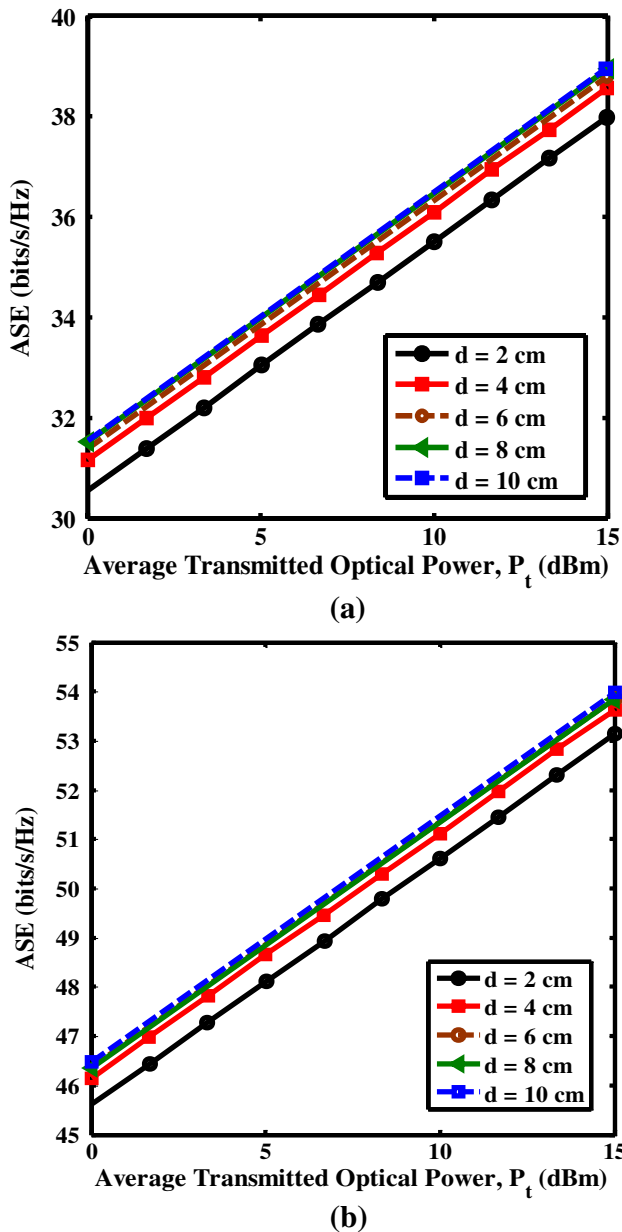 40
38
36
34
32
30
ASE (bits/s/Hz)
d = 2 cm
d = 4 cm
d = 6 cm
d = 8 cm
d = 10 cm
0 5 10 15
Average Transmitted Optical Power, P_t (dBm)
(a)
55
54
53
52
51
50
49
48
47
46
45
ASE (bits/s/Hz)
d = 2 cm
d = 4 cm
d = 6 cm
d = 8 cm
d = 10 cm
0 5 10 15
Average Transmitted Optical Power, P_t (dBm)
(b)